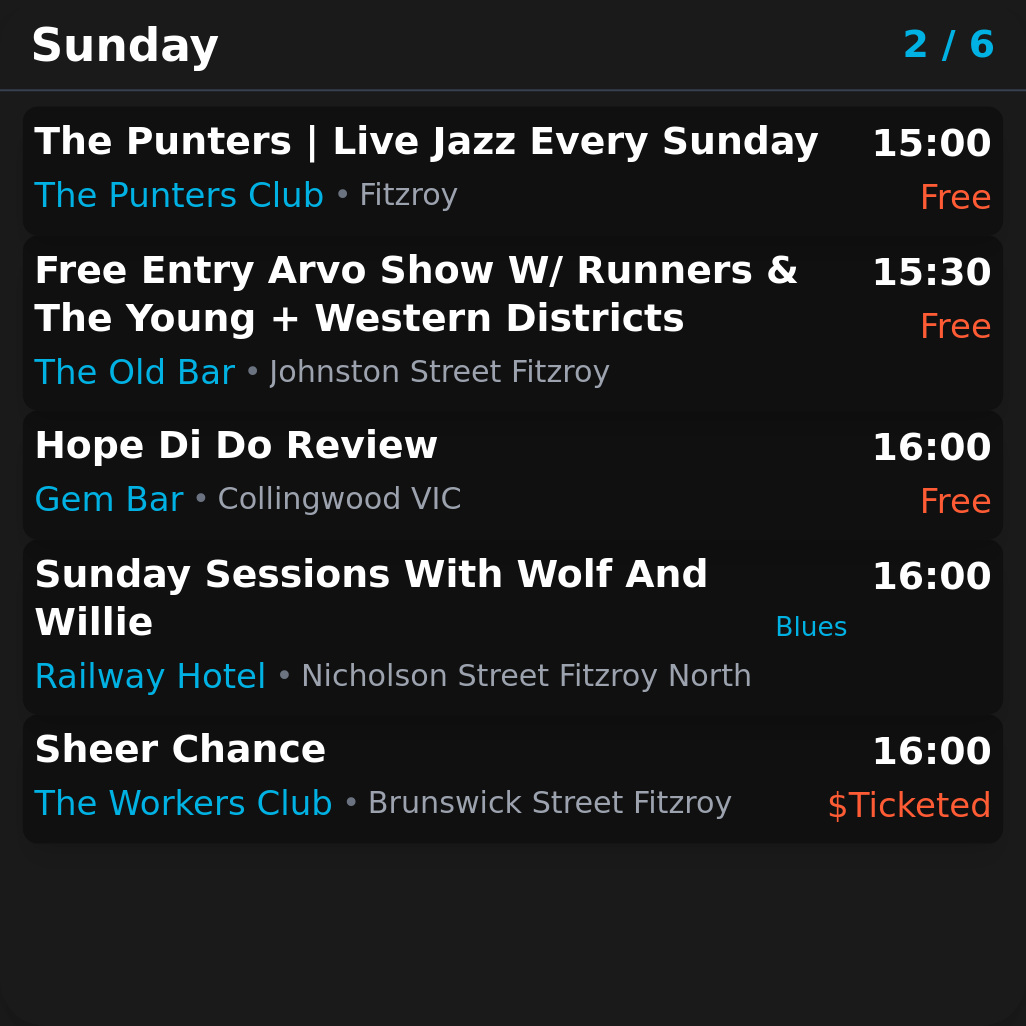 Sunday
2 / 6
The Punters | Live Jazz Every Sunday
15:00
The Punters Club • Fitzroy
Free
Free Entry Arvo Show W/ Runners &
15:30
The Young + Western Districts
Free
The Old Bar • Johnston Street Fitzroy
Hope Di Do Review
16:00
Gem Bar • Collingwood VIC
Free
Sunday Sessions With Wolf And
16:00
Willie
Blues
Railway Hotel • Nicholson Street Fitzroy North
Sheer Chance
16:00
The Workers Club • Brunswick Street Fitzroy
$Ticketed